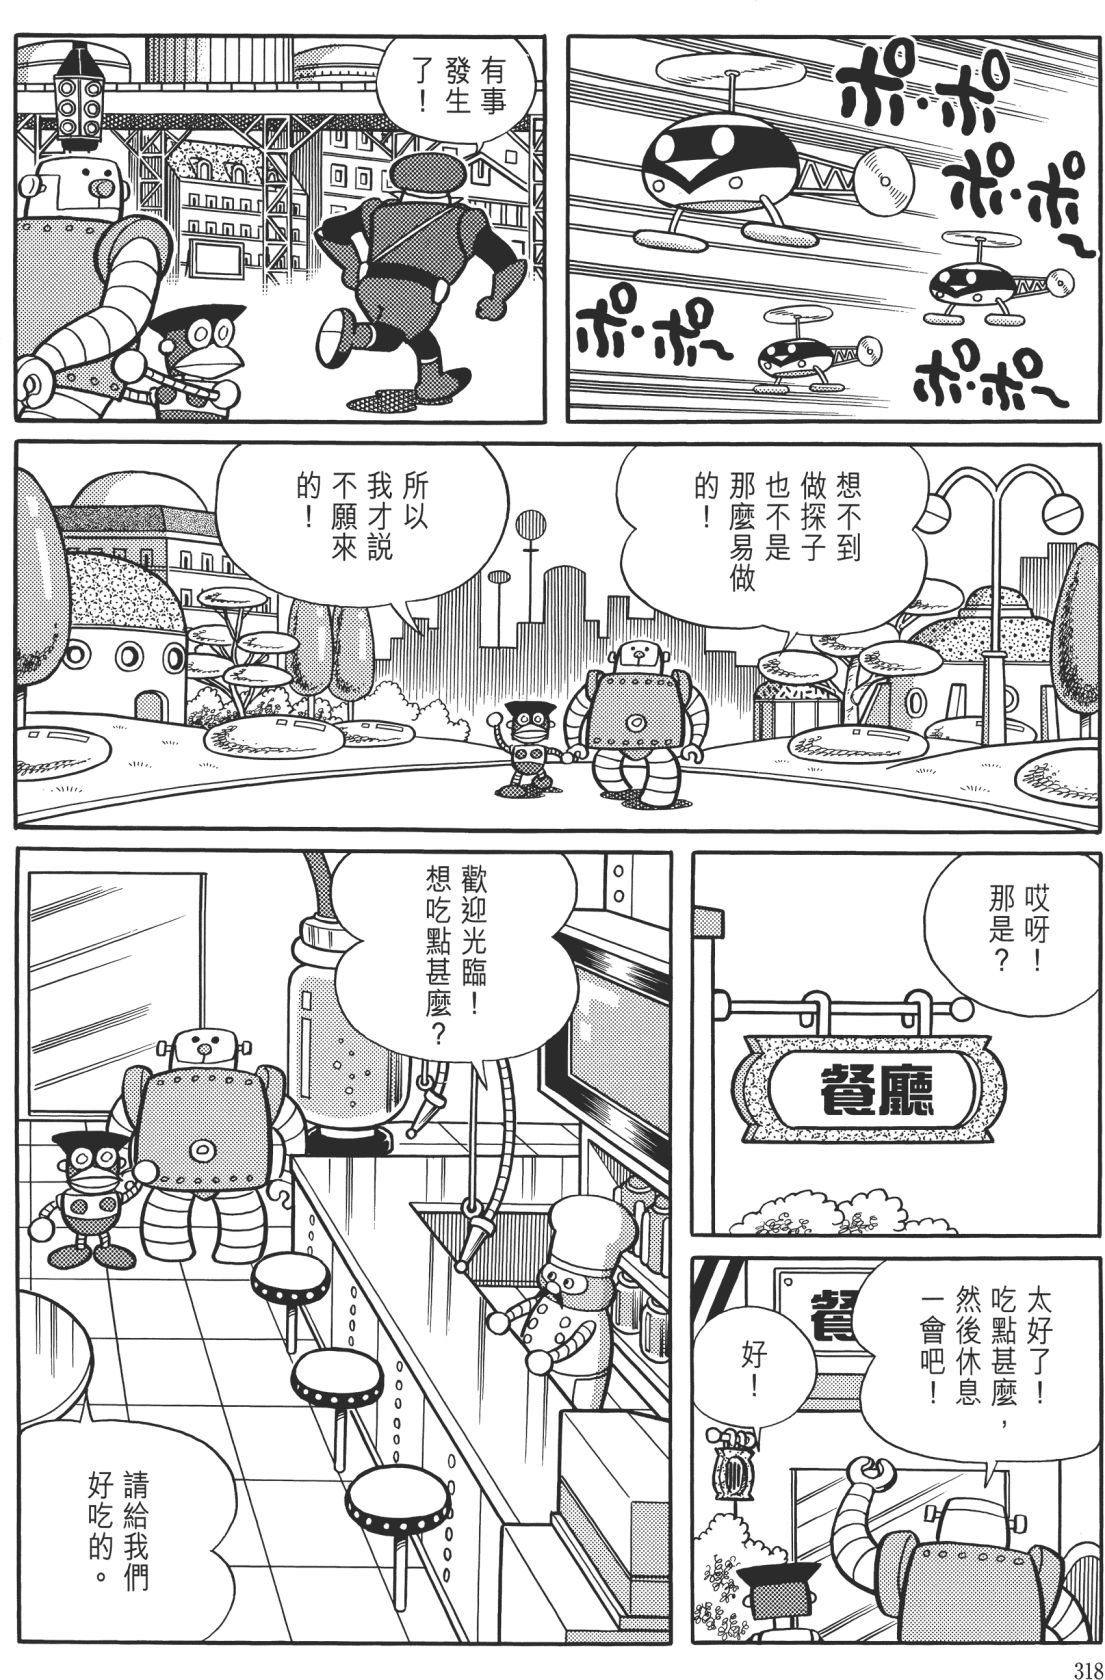 ポ・ポ
ポ・ポ〜
ポ・ポ〜
ポ・ポ〜
有事
發生
了！
想不到
做探子
也不是
那麼易做
的！
所以
我才説
不願來
的！
哎呀！
那是？
餐廳
太好了！
吃點甚麼，
然後休息
一會吧！
好！
餐
歡迎光臨！
想吃點甚麼？
請給我們
好吃的。
318